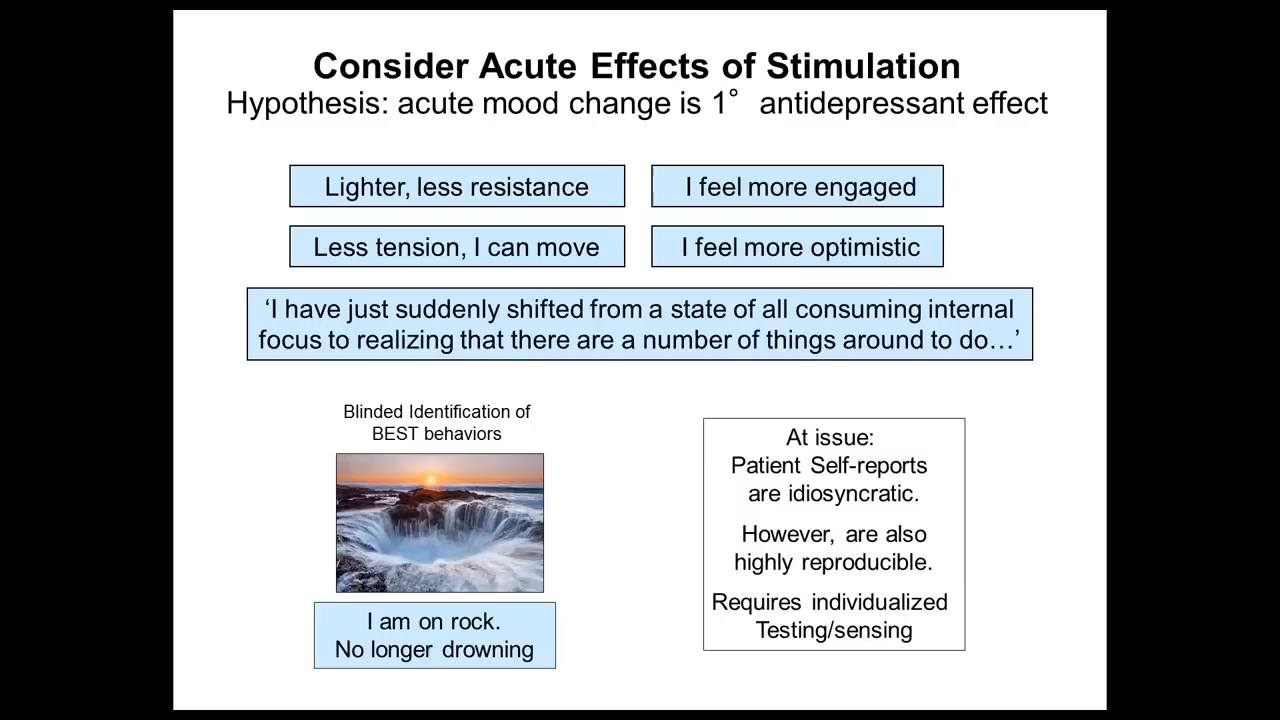 Consider Acute Effects of Stimulation
Hypothesis: acute mood change is 1° antidepressant effect
Lighter, less resistance
I feel more engaged
Less tension, I can move
I feel more optimistic
‘I have just suddenly shifted from a state of all consuming internal
focus to realizing that there are a number of things around to do…’
Blinded Identification of
BEST behaviors
I am on rock.
No longer drowning
At issue:
Patient Self-reports
are idiosyncratic.
However, are also
highly reproducible.
Requires individualized
Testing/sensing